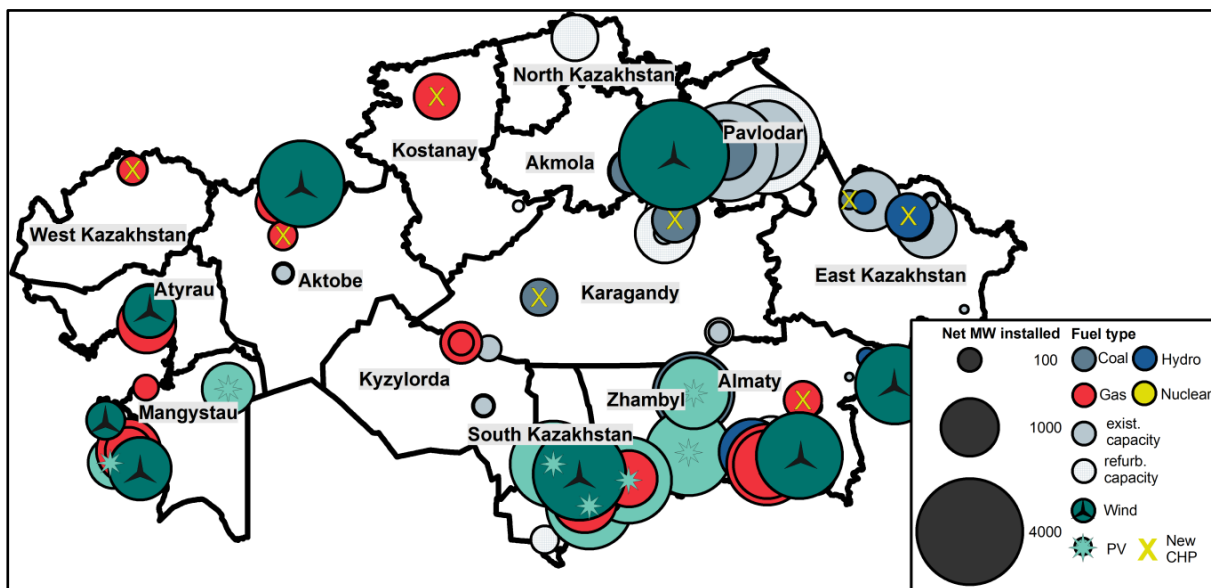 North Kazakhstan
Kostanay
Akmola
Pavlodar
West Kazakhstan
Aktobe
Atyrau
Karagandy
East Kazakhstan
Kyzylorda
Mangystau
Zhambyl
Almaty
South Kazakhstan
X
X
X
X
X
X
X
X
Net MW installed
100
1000
4000
Fuel type
Coal
Hydro
Gas
Nuclear
exist.
capacity
refurb.
capacity
Wind
PV
X New
CHP